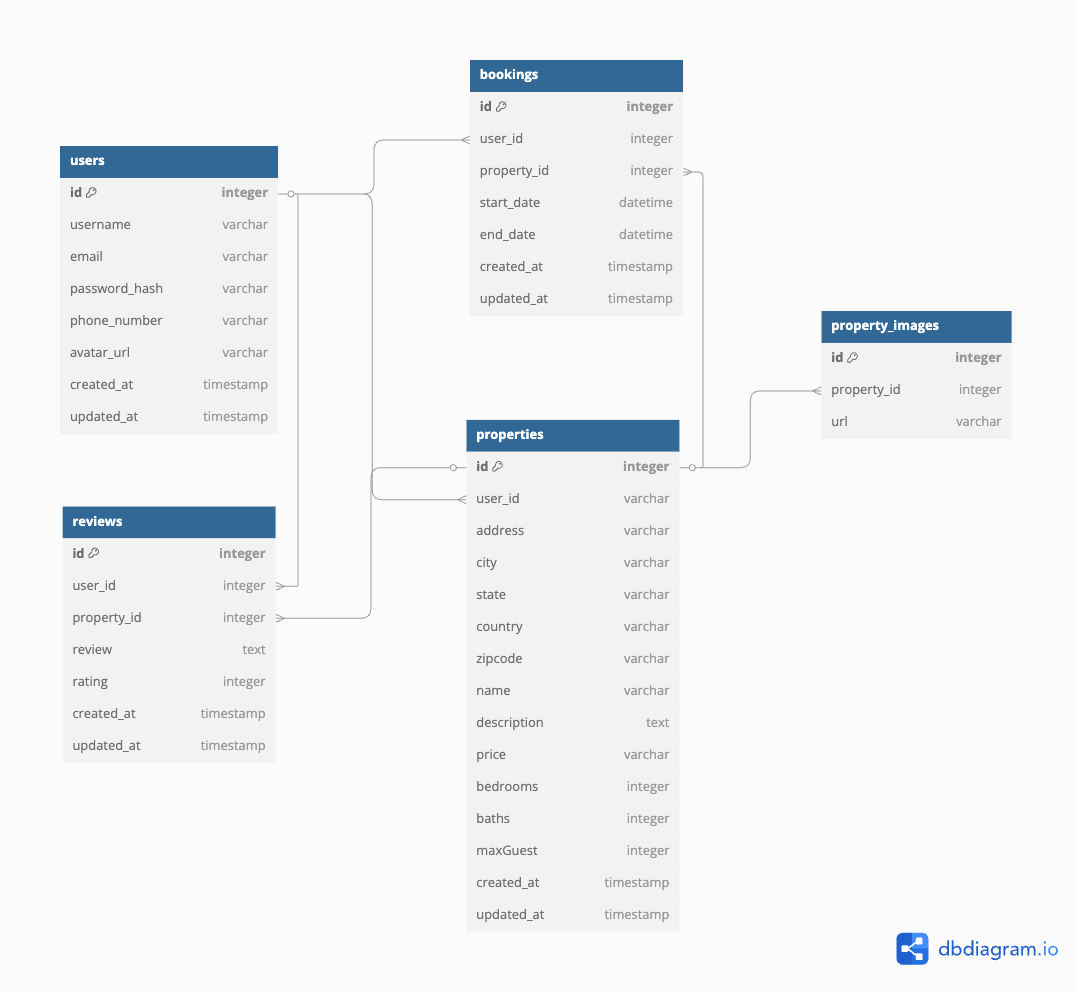 bookings
id integer
user_id integer
property_id integer
start_date datetime
end_date datetime
created_at timestamp
updated_at timestamp
users
id integer
username varchar
email varchar
password_hash varchar
phone_number varchar
avatar_url varchar
created_at timestamp
updated_at timestamp
property_images
id integer
property_id integer
url varchar
properties
id integer
user_id varchar
address varchar
city varchar
state varchar
country varchar
zipcode varchar
name varchar
description text
price varchar
bedrooms integer
baths integer
maxGuest integer
created_at timestamp
updated_at timestamp
reviews
id integer
user_id integer
property_id integer
review text
rating integer
created_at timestamp
updated_at timestamp
dbdiagram.io